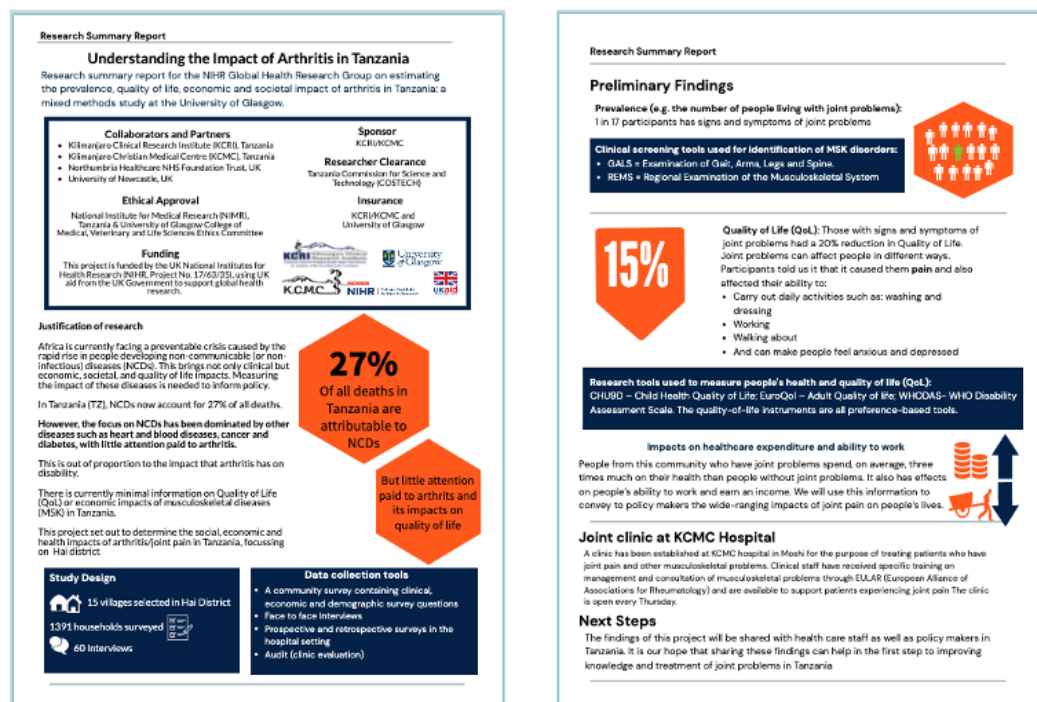 Research Summary Report
Understanding the Impact of Arthritis in Tanzania
Research summary report for the NIHR Global Health Research Group on estimating
the prevalence, quality of life, economic and societal impact of arthritis in Tanzania: a
mixed methods study at the University of Glasgow.
Collaborators and Partners
• Kilimanjaro Clinical Research Institute (KCRI), Tanzania
• Kilimanjaro Christian Medical Centre (KCMC), Tanzania
• Northumbria Healthcare NHS Foundation Trust, UK
• University of Newcastle, UK
Ethical Approval
National Institute for Medical Research (NIMR),
Tanzania & University of Glasgow College of
Medical, Veterinary and Life Sciences Ethics Committee
Funding
This project is funded by the UK National Institutes for
Health Research (NIHR, Project No. 17/63/35), using UK
aid from the UK Government to support global health
research.
Sponsor
KCRI/KCMC
Researcher Clearance
Tanzania Commission for Science and
Technology (COSTECH)
Insurance
KCRI/KCMC and
University of Glasgow
KCRI
University
of Glasgow
K.C.M.C
NIHR
UKaid
Justification of research
Africa is currently facing a preventable crisis caused by the
rapid rise in people developing non-communicable (or non-
infectious) diseases (NCDs). This brings not only clinical but
economic, societal, and quality of life impacts. Measuring
the impact of these diseases is needed to inform policy.
In Tanzania (TZ), NCDs now account for 27% of all deaths.
However, the focus on NCDs has been dominated by other
diseases such as heart and blood diseases, cancer and
diabetes, with little attention paid to arthritis.
This is out of proportion to the impact that arthritis has on
disability.
There is currently minimal information on Quality of Life
(QoL) or economic impacts of musculoskeletal diseases
(MSK) in Tanzania.
This project set out to determine the social, economic and
health impacts of arthritis/joint pain in Tanzania, focussing
on Hai district
27%
Of all deaths in
Tanzania are
attributable to
NCDs
But little attention
paid to arthrits and
its impacts on
quality of life
Study Design
15 villages selected in Hai District
1391 households surveyed
60 Interviews
Data collection tools
• A community survey containing clinical,
economic and demographic survey questions
• Face to face Interviews
• Prospective and retrospective surveys in the
hospital setting
• Audit (clinic evaluation)
Research Summary Report
Preliminary Findings
Prevalence (e.g. the number of people living with joint problems):
1 in 17 participants has signs and symptoms of joint problems
Clinical screening tools used for identification of MSK disorders:
• GALS = Examination of Gait, Arms, Legs and Spine.
• REMS = Regional Examination of the Musculoskeletal System
15%
Quality of Life (QoL): Those with signs and symptoms of
joint problems had a 20% reduction in Quality of Life.
Joint problems can affect people in different ways.
Participants told us it that it caused them pain and also
affected their ability to:
• Carry out daily activities such as: washing and
dressing
• Working
• Walking about
• And can make people feel anxious and depressed
Research tools used to measure people's health and quality of life (QoL):
CHU9D – Child Health Quality of Life; EuroQol – Adult Quality of life; WHODAS- WHO Disability
Assessment Scale. The quality-of-life instruments are all preference-based tools.
Impacts on healthcare expenditure and ability to work
People from this community who have joint problems spend, on average, three
times much on their health than people without joint problems. It also has effects
on people's ability to work and earn an income. We will use this information to
convey to policy makers the wide-ranging impacts of joint pain on people's lives.
Joint clinic at KCMC Hospital
A clinic has been established at KCMC hospital in Moshi for the purpose of treating patients who have
joint pain and other musculoskeletal problems. Clinical staff have received specific training on
management and consultation of musculoskeletal problems through EULAR (European Alliance of
Associations for Rheumatology) and are available to support patients experiencing joint pain The clinic
is open every Thursday.
Next Steps
The findings of this project will be shared with health care staff as well as policy makers in
Tanzania. It is our hope that sharing these findings can help in the first step to improving
knowledge and treatment of joint problems in Tanzania